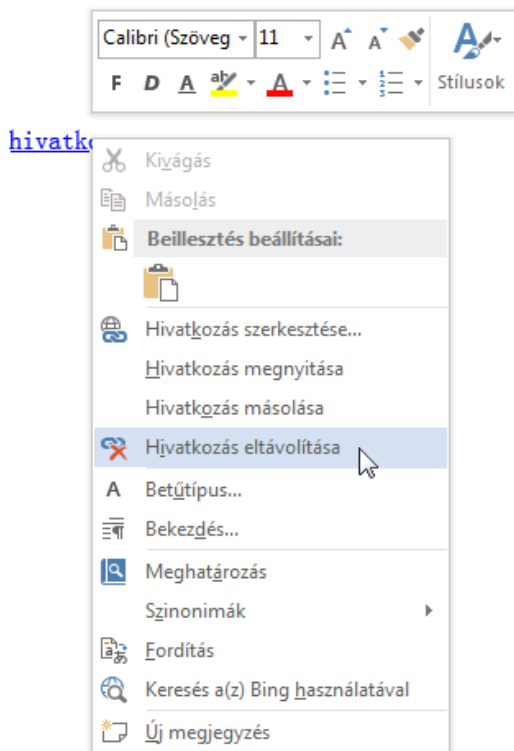 Calibri (Szöveg 11 A A
F D A ab A Stílusok
hivatk
Kivágás
Másolás
Beillesztés beállításai:
Hivatkozás szerkesztése...
Hivatkozás megnyitása
Hivatkozás másolása
Hivatkozás eltávolítása
A Betűtípus...
Bekezdés...
Meghatározás
Szinonimák
Fordítás
Keresés a(z) Bing használatával
Új megjegyzés